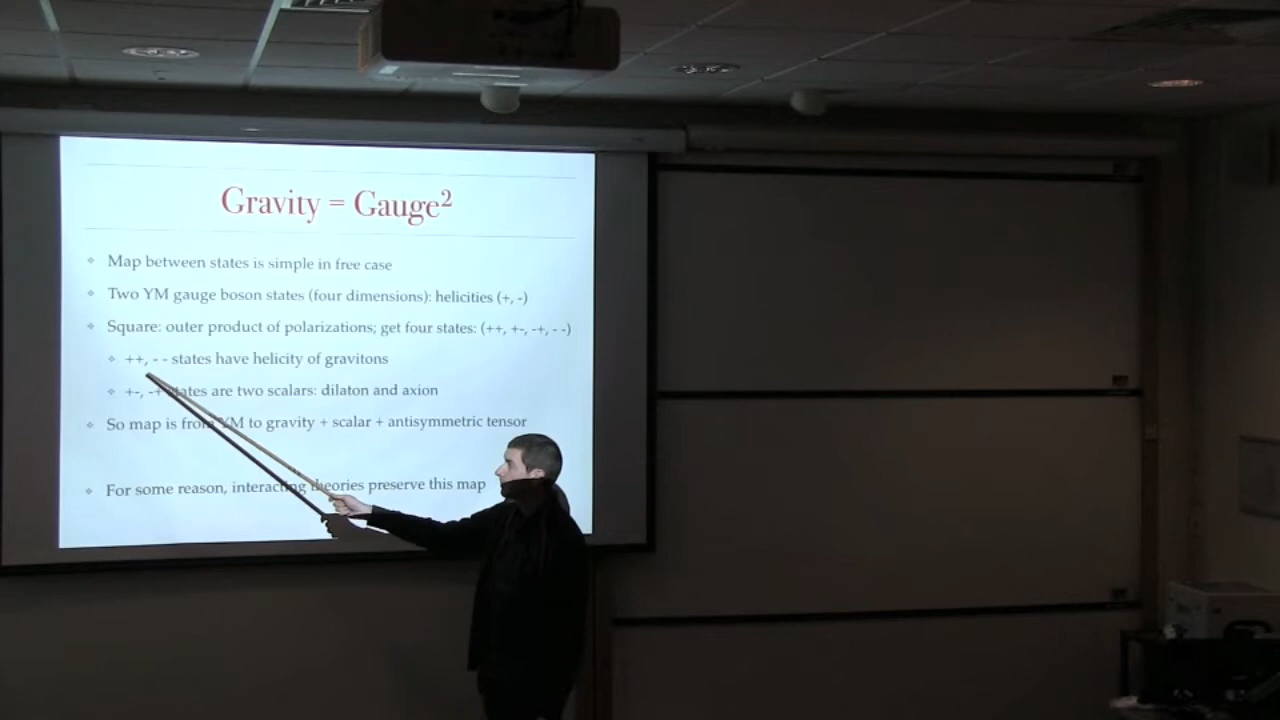 Gravity = Gauge²
Map between states is simple in free case
Two YM gauge boson states (four dimensions): helicities (+, -)
Square: outer product of polarizations; get four states: (++, +-, -+, - -)
++, - - states have helicity of gravitons
+-, -+ states are two scalars: dilaton and axion
So map is from YM to gravity + scalar + antisymmetric tensor
For some reason, interacting theories preserve this map